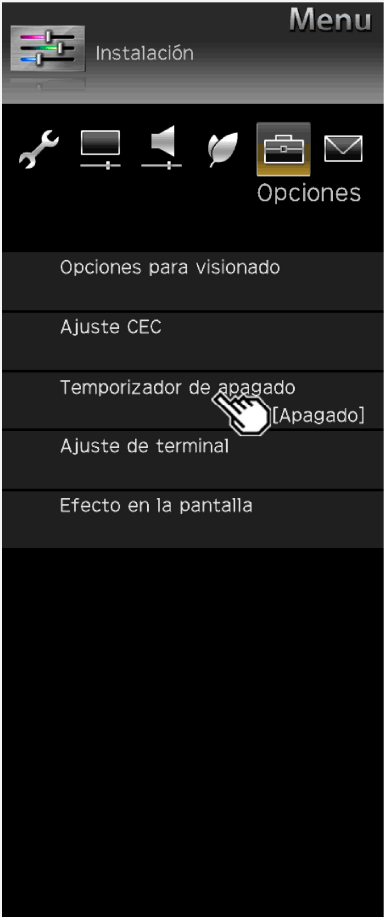 Menu
Instalación
Opciones
Opciones para visionado
Ajuste CEC
Temporizador de apagado
[Apagado]
Ajuste de terminal
Efecto en la pantalla